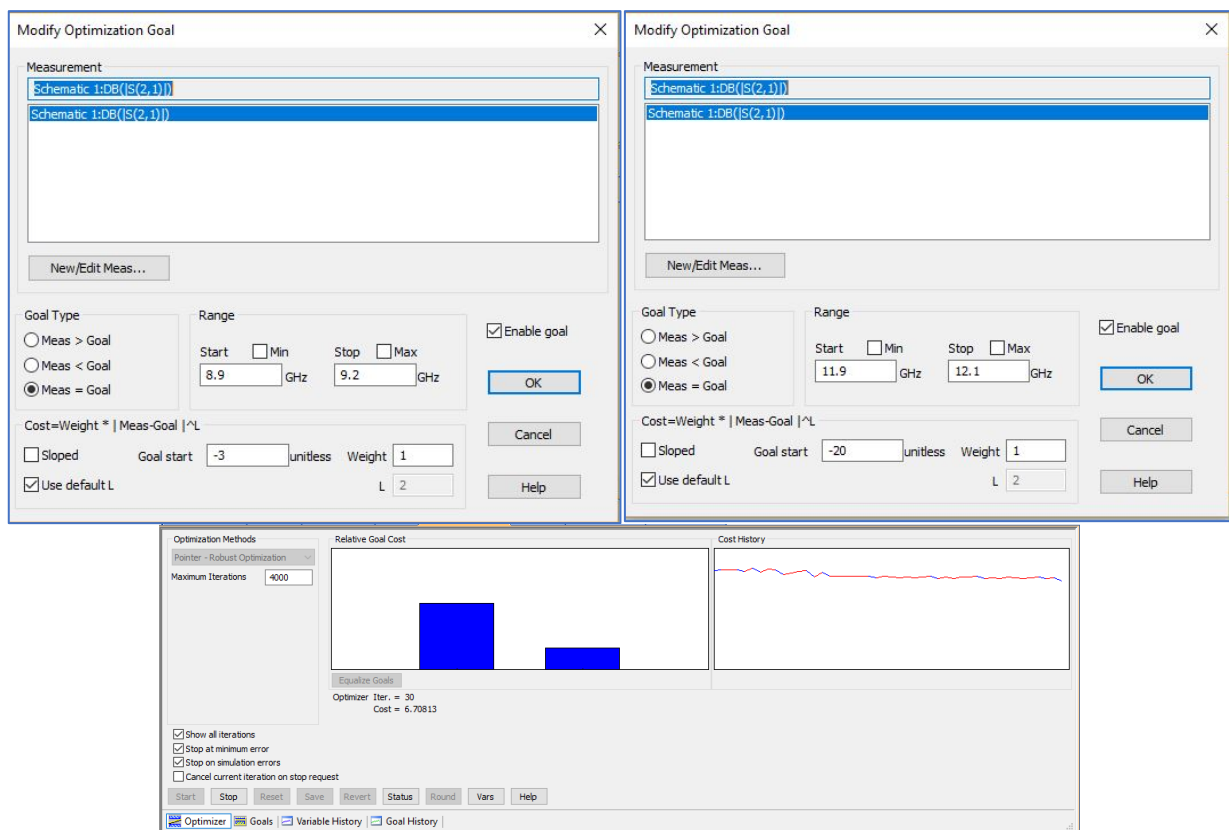 Modify Optimization Goal
Measurement
Schematic 1:DB(|S(2,1)|)
Schematic 1:DB(|S(2,1)|)
New/Edit Meas...
Goal Type
Meas > Goal
Meas < Goal
Meas = Goal
Range
Start Min Stop Max
8.9 GHz 9.2 GHz
Enable goal
OK
Cost=Weight * | Meas-Goal |^L
Sloped Goal start -3 unitless Weight 1
Use default L L 2
Cancel
Help
Modify Optimization Goal
Measurement
Schematic 1:DB(|S(2,1)|)
Schematic 1:DB(|S(2,1)|)
New/Edit Meas...
Goal Type
Meas > Goal
Meas < Goal
Meas = Goal
Range
Start Min Stop Max
11.9 GHz 12.1 GHz
Enable goal
OK
Cost=Weight * | Meas-Goal |^L
Sloped Goal start -20 unitless Weight 1
Use default L L 2
Cancel
Help
Optimization Methods
Pointer - Robust Optimization
Maximum Iterations 4000
Relative Goal Cost
Cost History
Equalize Goals
Optimizer Iter. = 30
Cost = 6.70813
Show all iterations
Stop at minimum error
Stop on simulation errors
Cancel current iteration on stop request
Start Stop Reset Save Revert Status Round Vars Help
Optimizer Goals Variable History Goal History